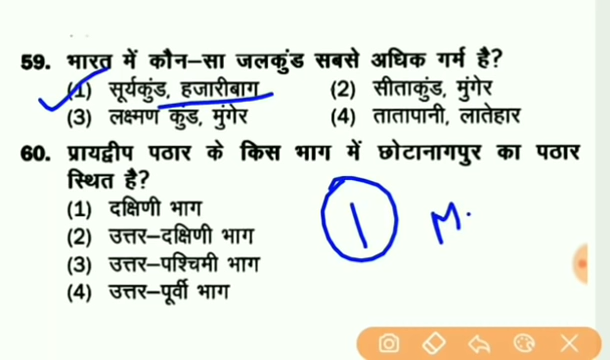 59. भारत में कौन–सा जलकुंड सबसे अधिक गर्म है?
(1) सूर्यकुंड, हजारीबाग (2) सीताकुंड, मुंगेर
(3) लक्ष्मण कुंड, मुंगेर (4) तातापानी, लातेहार
60. प्रायद्वीप पठार के किस भाग में छोटानागपुर का पठार
स्थित है?
(1) दक्षिणी भाग
(2) उत्तर–दक्षिणी भाग
(3) उत्तर–पश्चिमी भाग
(4) उत्तर–पूर्वी भाग
1 M.